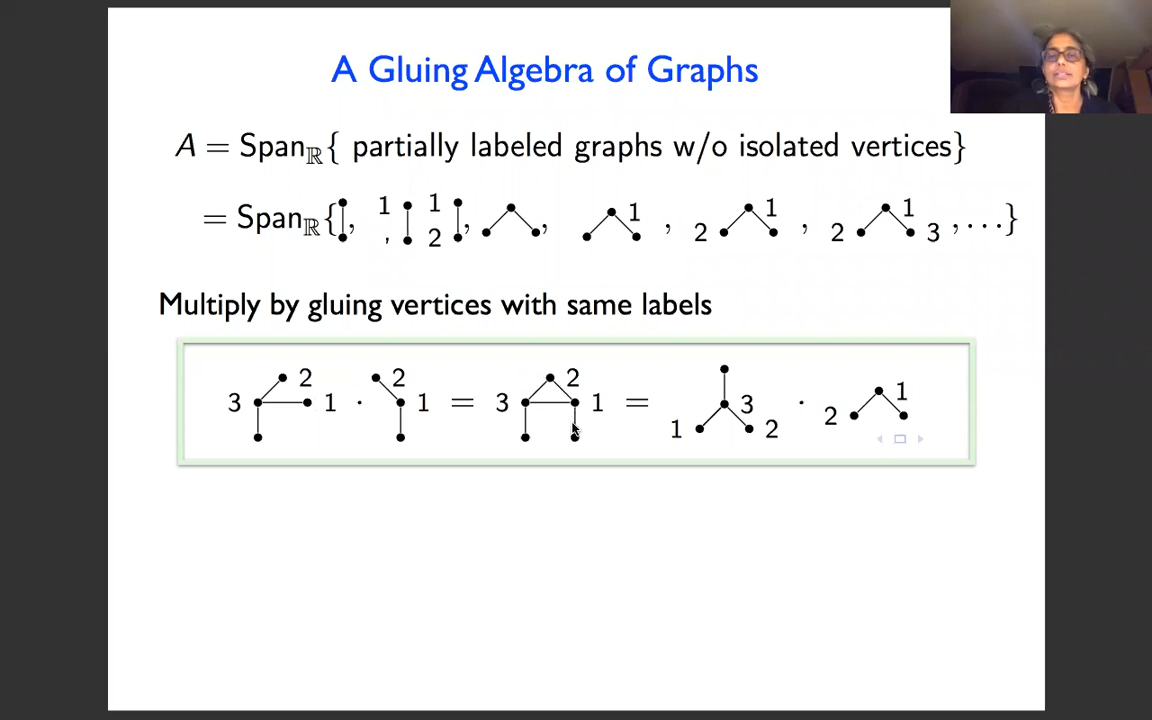 A Gluing Algebra of Graphs
A = Span_ℝ{ partially labeled graphs w/o isolated vertices}
= Span_ℝ{ , 1 , 1 2 , , 1 , 2 1 , 2 1 3 , ...}
Multiply by gluing vertices with same labels
3 2 1 · 2 1 = 3 2 1 = 1 3 2 · 2 1